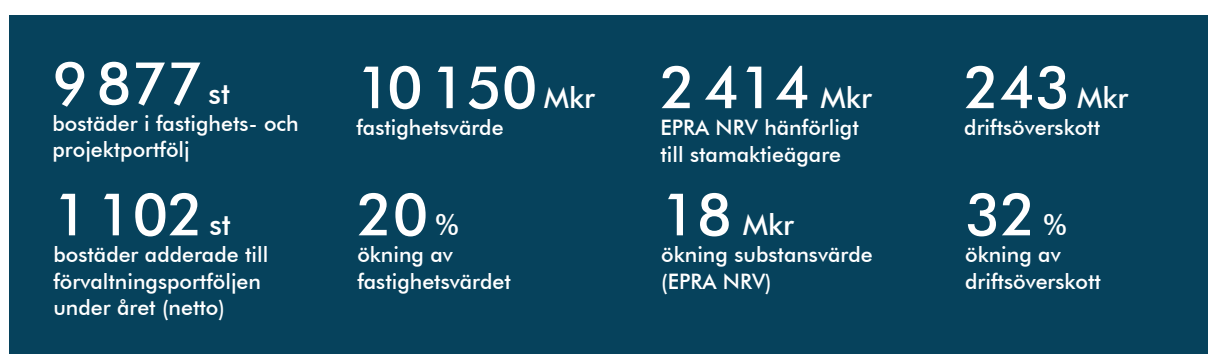 9 877 st
bostäder i fastighets- och
projektportfölj
10 150 Mkr
fastighetsvärde
2 414 Mkr
EPRA NRV hänförligt
till stamaktieägare
243 Mkr
driftsöverskott
1 102 st
bostäder adderade till
förvaltningsportföljen
under året (netto)
20 %
ökning av
fastighetsvärdet
18 Mkr
ökning substansvärde
(EPRA NRV)
32 %
ökning av
driftsöverskott